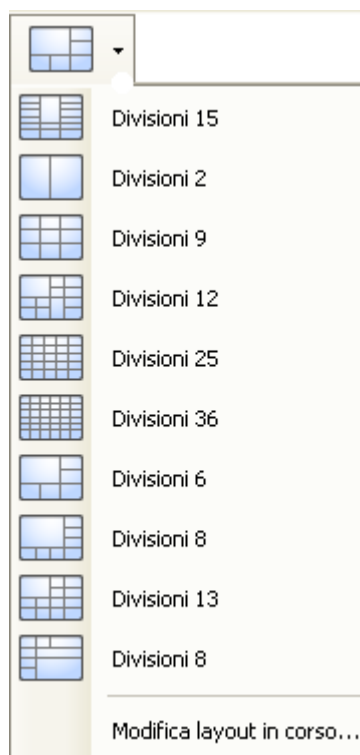 Divisioni 15
Divisioni 2
Divisioni 9
Divisioni 12
Divisioni 25
Divisioni 36
Divisioni 6
Divisioni 8
Divisioni 13
Divisioni 8
Modifica layout in corso...